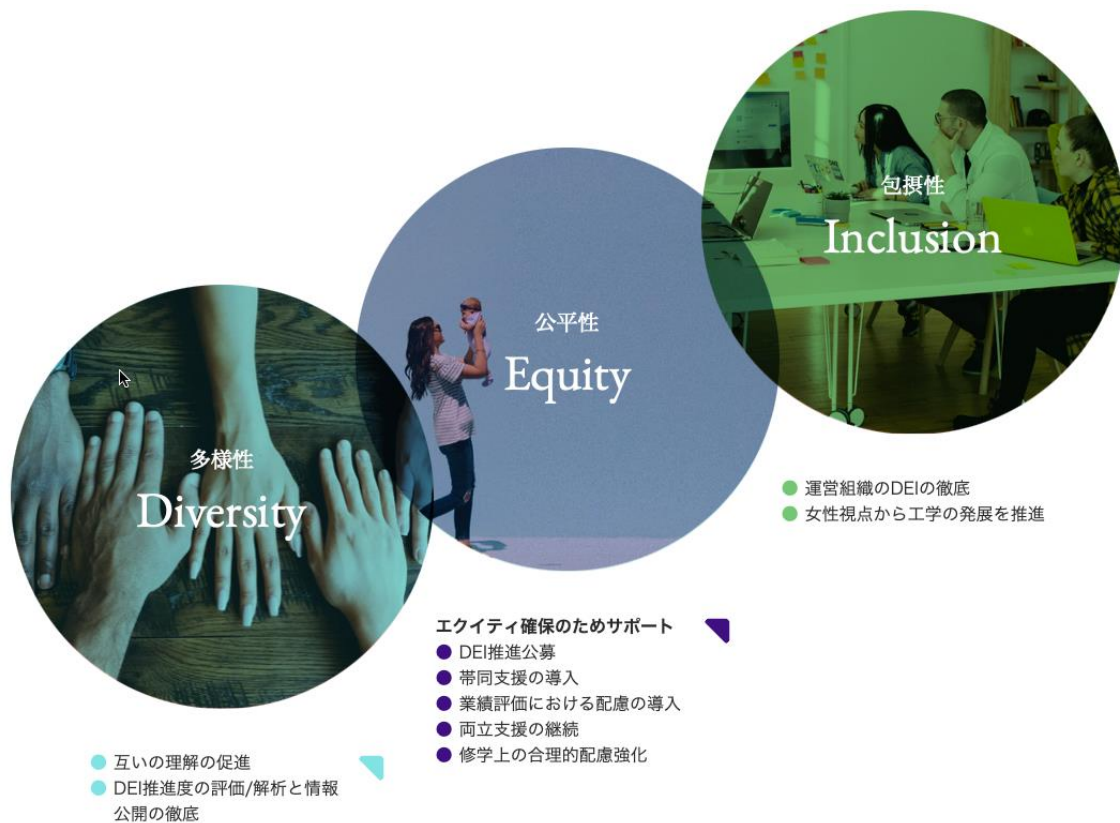 包摂性
Inclusion
公平性
Equity
多様性
Diversity
運営組織のDEIの徹底
女性視点から工学の発展を推進
エクイティ確保のためサポート
DEI推進公募
帯同支援の導入
業績評価における配慮の導入
両立支援の継続
修学上の合理的配慮強化
互いの理解の促進
DEI推進度の評価/解析と情報
公開の徹底